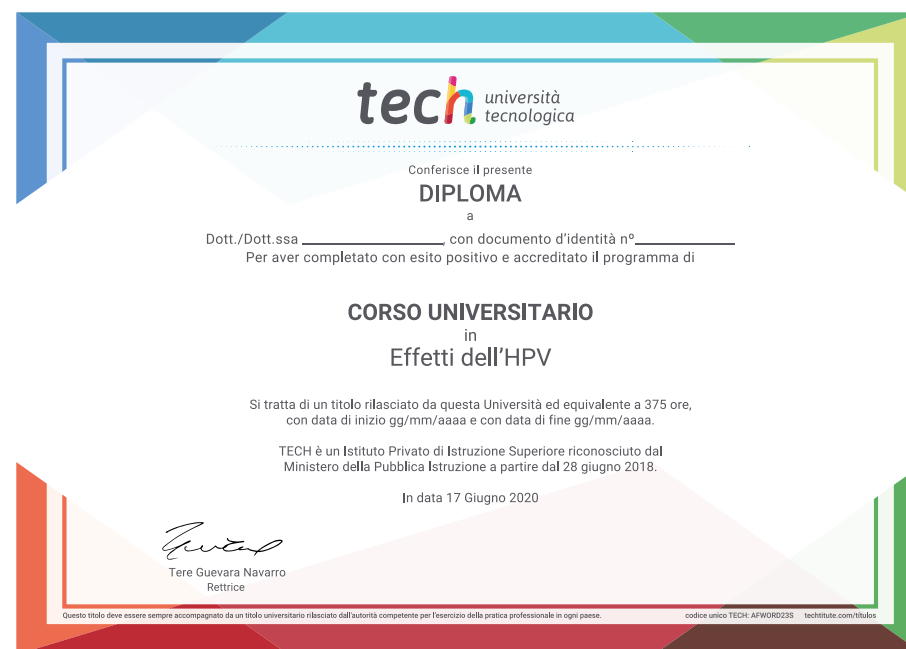 tech università
tecnologica
Conferisce il presente
DIPLOMA
a
Dott./Dott.ssa ____________________, con documento d'identità nº______________
Per aver completato con esito positivo e accreditato il programma di
CORSO UNIVERSITARIO
in
Effetti dell'HPV
Si tratta di un titolo rilasciato da questa Università ed equivalente a 375 ore,
con data di inizio gg/mm/aaaa e con data di fine gg/mm/aaaa.
TECH è un Istituto Privato di Istruzione Superiore riconosciuto dal
Ministero della Pubblica Istruzione a partire dal 28 giugno 2018.
In data 17 Giugno 2020
Tere Guevara Navarro
Rettrice
Questo titolo deve essere sempre accompagnato da un titolo universitario rilasciato dall'autorità competente per l'esercizio della pratica professionale in ogni paese. codice unico TECH: AFWORD23S techtitute.com/titulos